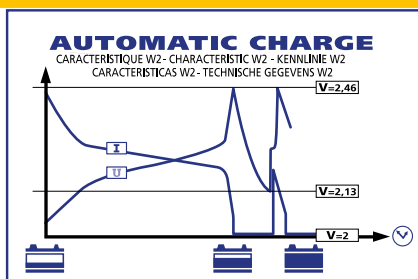 AUTOMATIC CHARGE
CARACTERISTIQUE W2 - CHARACTERISTIC W2 - KENNLINIE W2
CARACTERISTICAS W2 - TECHNISCHE GEGEVENS W2
V=2,46
I
U
V=2,13
V=2